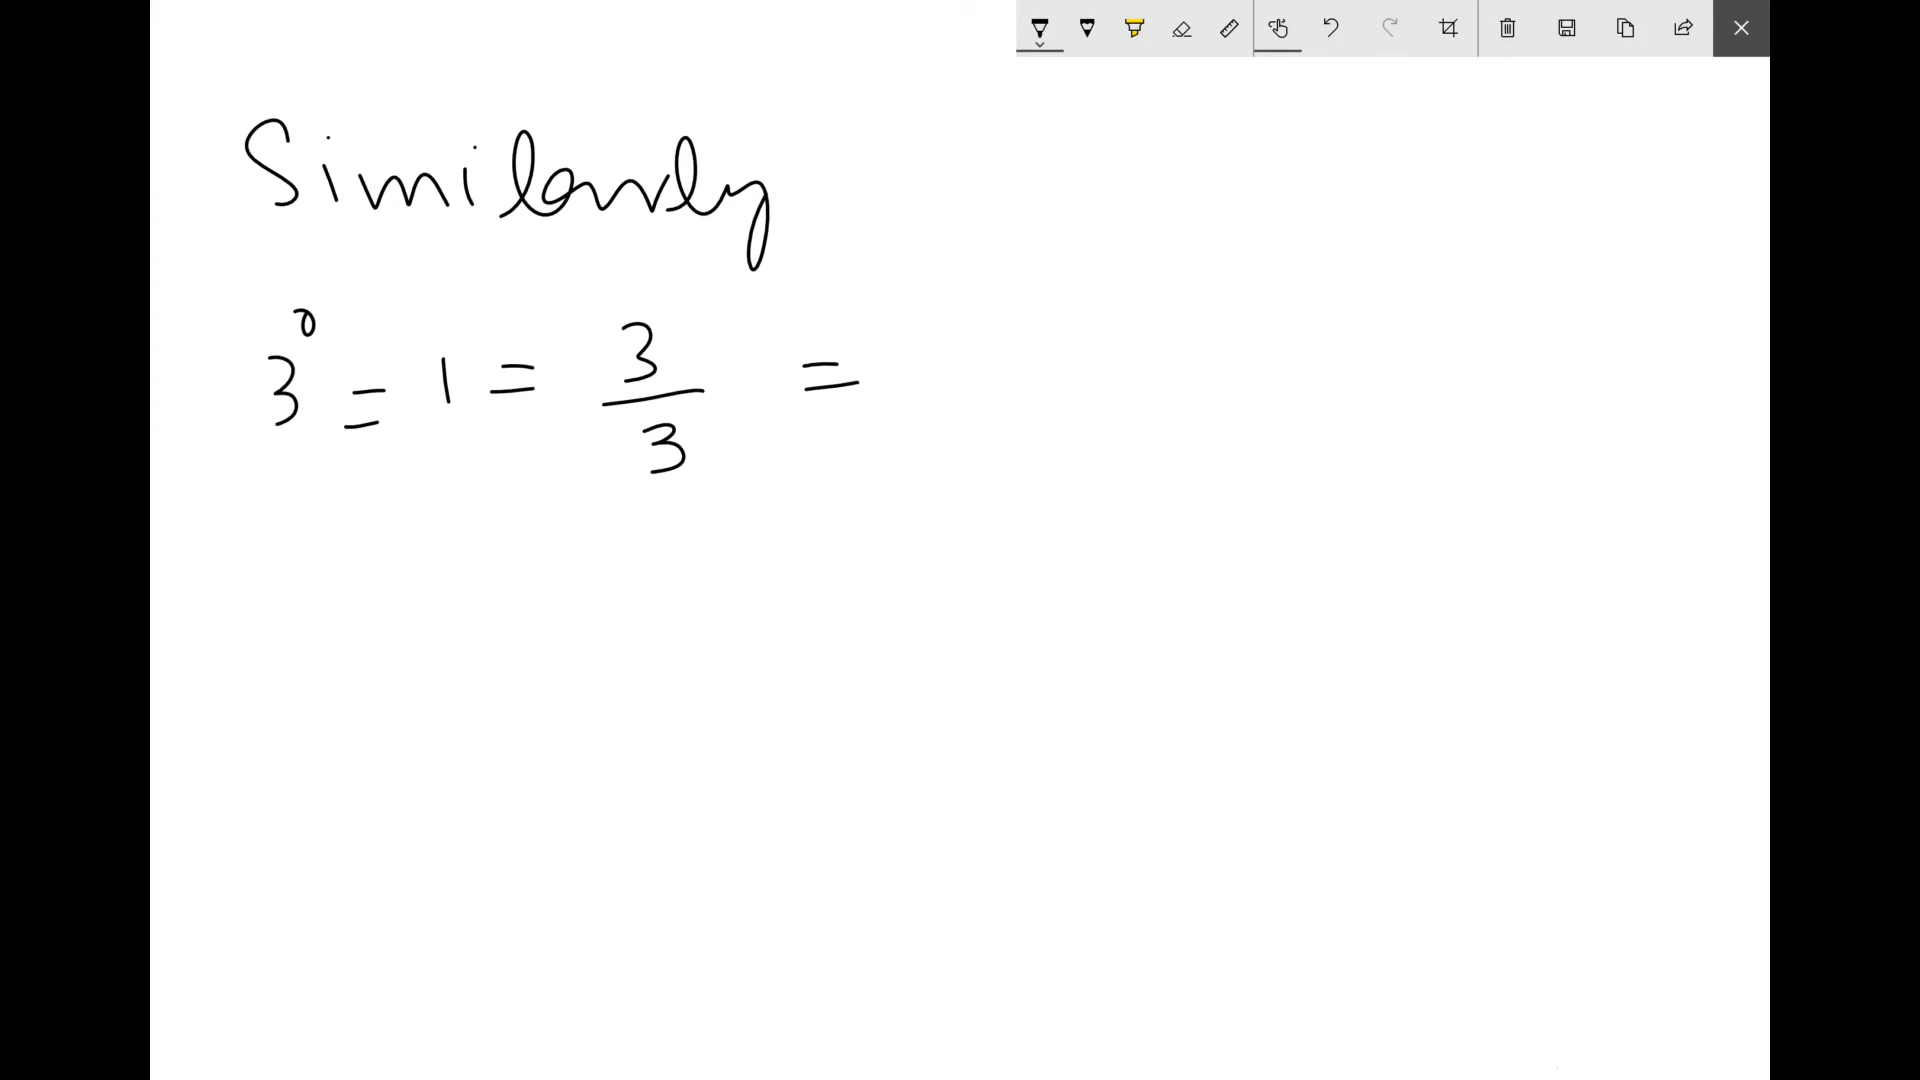 Similarly
3⁰ = 1 = 3/3 =